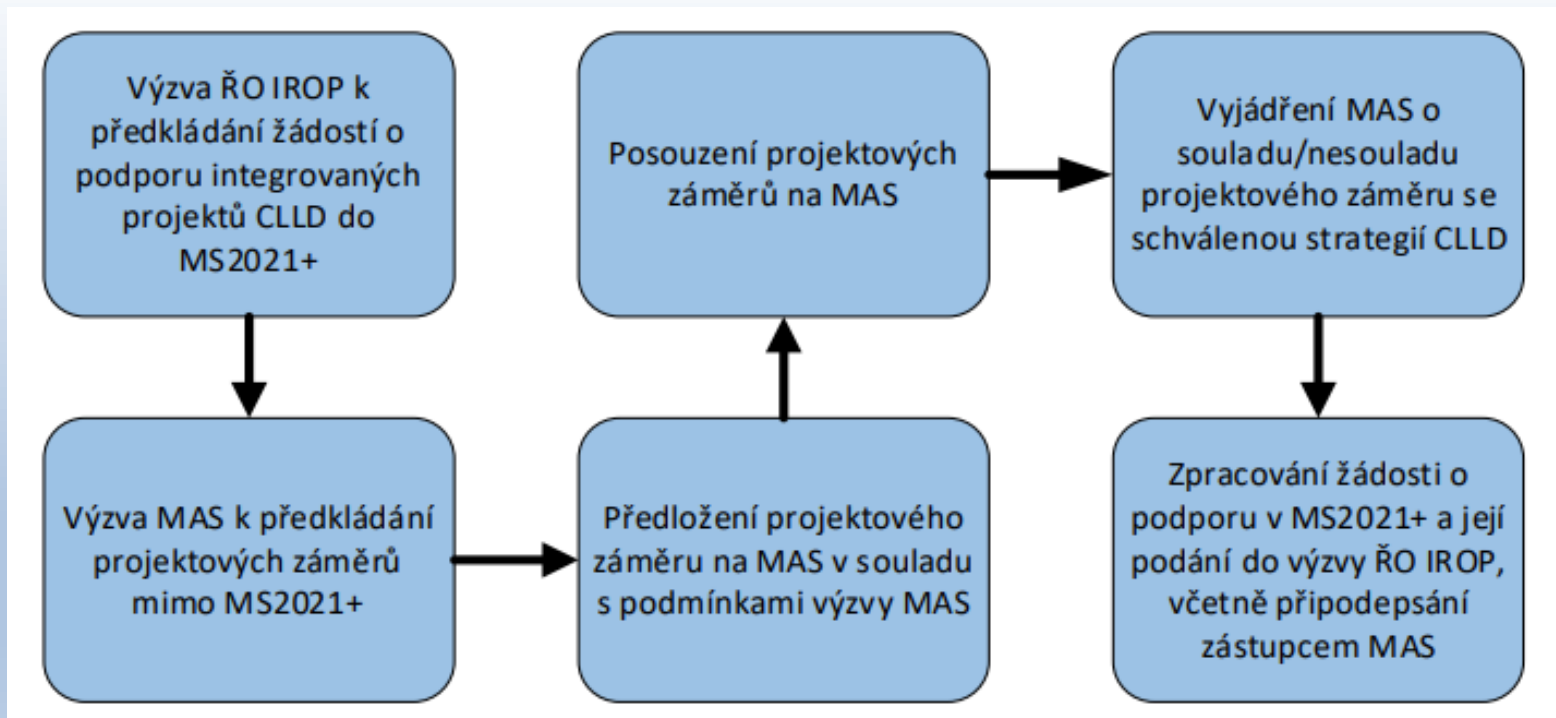 Výzva ŘO IROP k
předkládání žádostí o
podporu integrovaných
projektů CLLD do
MS2021+
Výzva MAS k předkládání
projektových záměrů
mimo MS2021+
Předložení projektového
záměru na MAS v souladu
s podmínkami výzvy MAS
Posouzení projektových
záměrů na MAS
Vyjádření MAS o
souladu/nesouladu
projektového záměru se
schválenou strategií CLLD
Zpracování žádosti o
podporu v MS2021+ a její
podání do výzvy ŘO IROP,
včetně připodepsání
zástupcem MAS